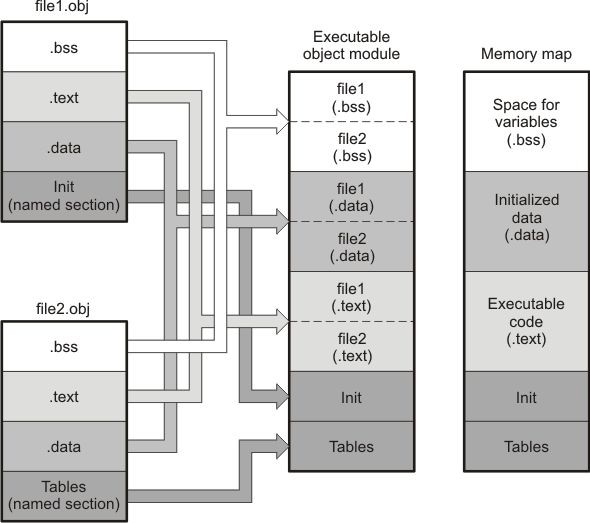 file1.obj
.bss
.text
.data
Init
(named section)
file2.obj
.bss
.text
.data
Tables
(named section)
Executable
object module
file1
(.bss)
file2
(.bss)
file1
(.data)
file2
(.data)
file1
(.text)
file2
(.text)
Init
Tables
Memory map
Space for
variables
(.bss)
Initialized
data
(.data)
Executable
code
(.text)
Init
Tables